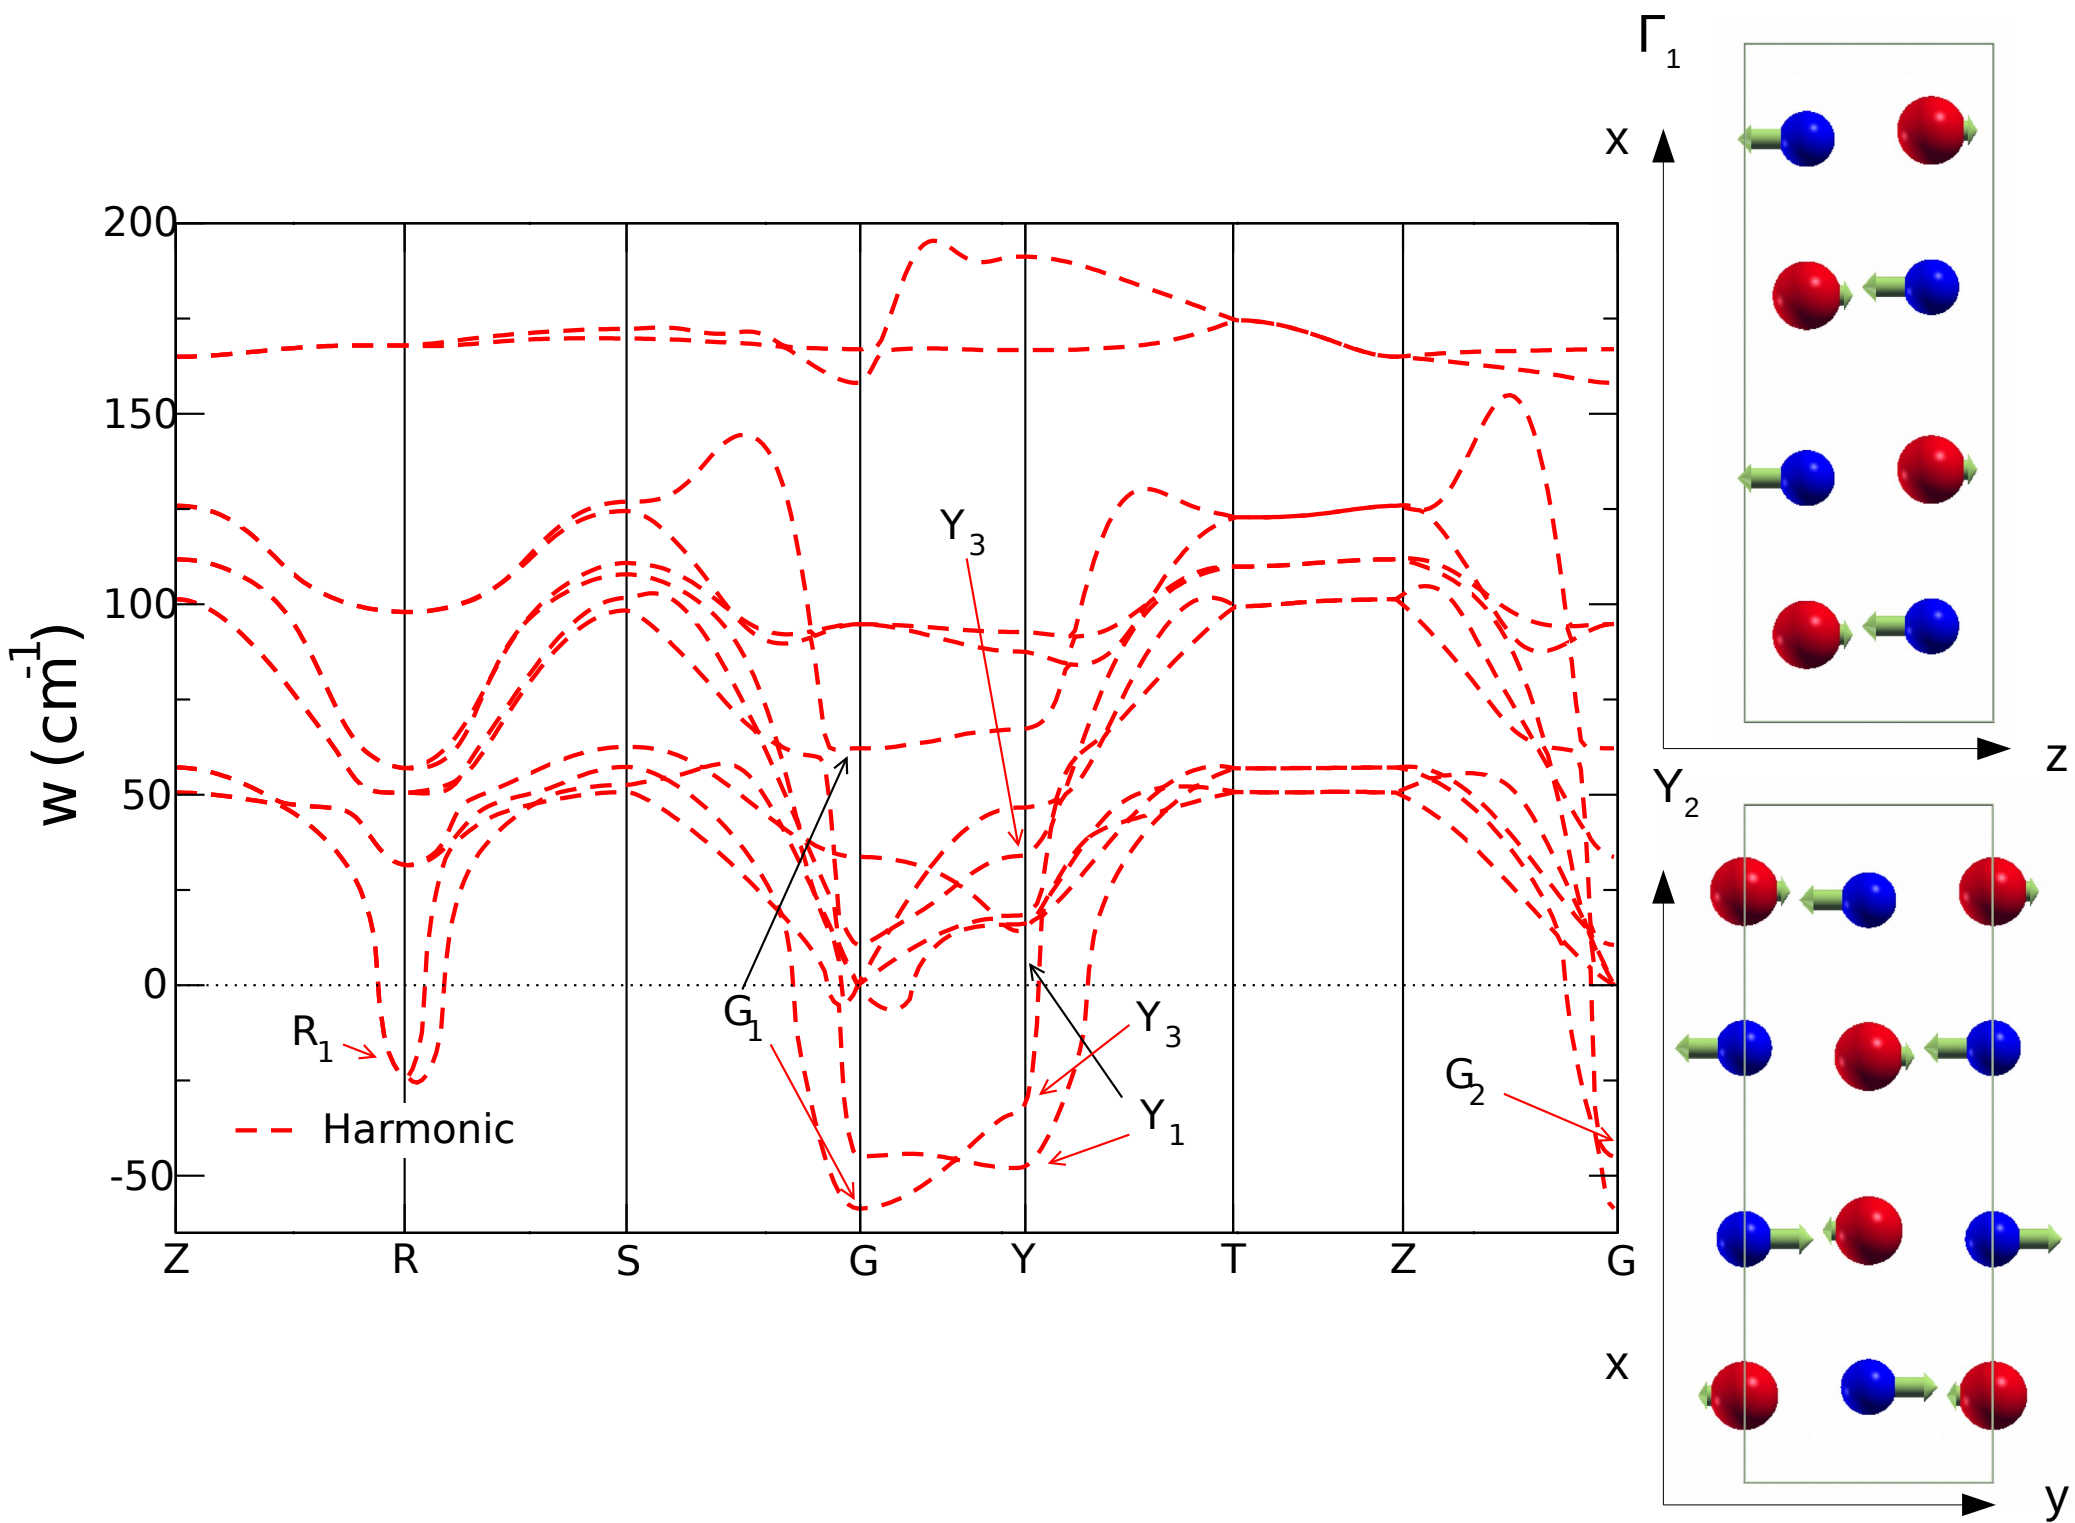 Γ1
x
z
200
150
100
50
0
-50
w (cm-1)
Y3
G1
R1
Y3
Y1
G2
Harmonic
Z R S G Y T Z G
Y2
x
y